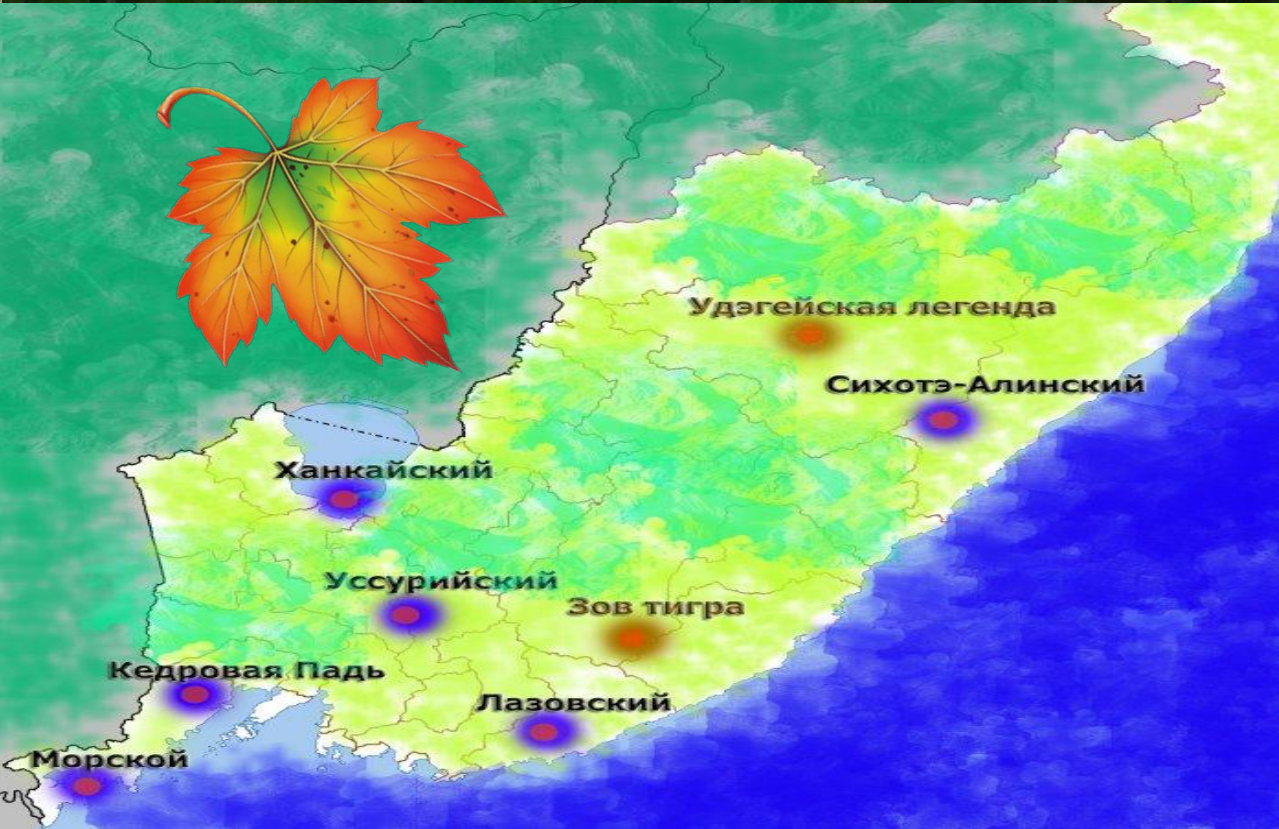 Удэгейская легенда
Сихотэ-Алинский
Ханкайский
Уссурийский
Зов тигра
Кедровая Падь
Лазовский
Морской